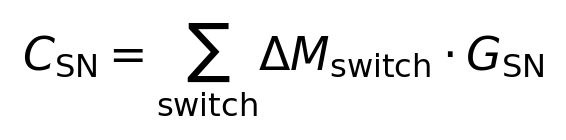 C_SN = ∑_switch ΔM_switch · G_SN